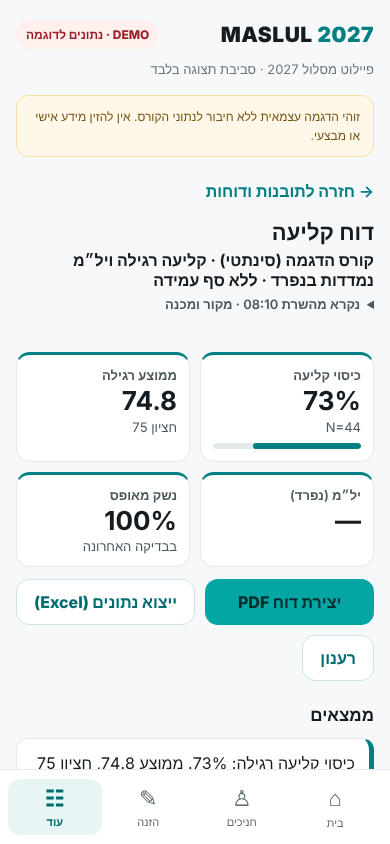 MASLUL 2027
DEMO · נתונים לדוגמה
פיילוט מסלול 2027 · סביבת תצוגה בלבד
זוהי הדגמה עצמאית ללא חיבור לנתוני הקורס. אין להזין מידע אישי
או מבצעי.
→ חזרה לתובנות ודוחות
דוח קליעה
קורס הדגמה (סינתטי) · קליעה רגילה ויל״מ
נמדדות בנפרד · ללא סף עמידה
◀ נקרא מהשרת 08:10 · מקור ומכנה
כיסוי קליעה
73%
N=44
ממוצע רגילה
74.8
חציון 75
יל״מ (נפרד)
—
נשק מאופס
100%
בבדיקה האחרונה
יצירת דוח PDF
ייצוא נתונים (Excel)
רענון
ממצאים
כיסוי קליעה רגילה: 73%. ממוצע 74.8, חציון 75
בית
חניכים
הזנה
עוד